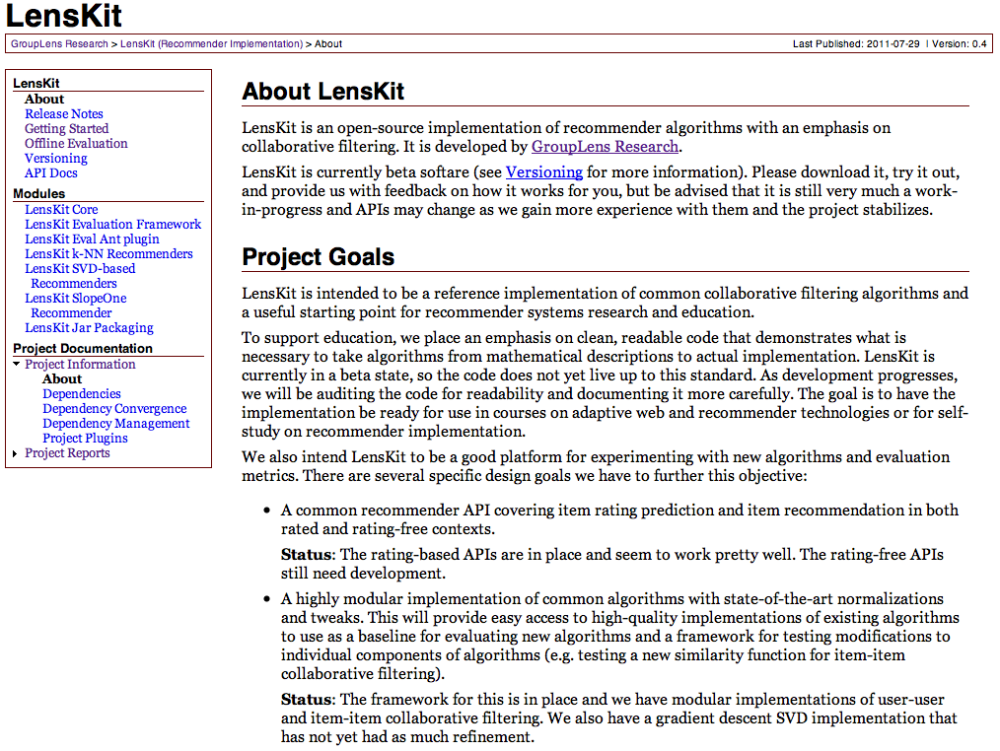 LensKit
GroupLens Research > LensKit (Recommender Implementation) > About
Last Published: 2011-07-29 | Version: 0.4
LensKit
About
Release Notes
Getting Started
Offline Evaluation
Versioning
API Docs
Modules
LensKit Core
LensKit Evaluation Framework
LensKit Eval Ant plugin
LensKit k-NN Recommenders
LensKit SVD-based
Recommenders
LensKit SlopeOne
Recommender
LensKit Jar Packaging
Project Documentation
Project Information
About
Dependencies
Dependency Convergence
Dependency Management
Project Plugins
Project Reports
About LensKit
LensKit is an open-source implementation of recommender algorithms with an emphasis on
collaborative filtering. It is developed by GroupLens Research.
LensKit is currently beta softare (see Versioning for more information). Please download it, try it out,
and provide us with feedback on how it works for you, but be advised that it is still very much a work-
in-progress and APIs may change as we gain more experience with them and the project stabilizes.
Project Goals
LensKit is intended to be a reference implementation of common collaborative filtering algorithms and
a useful starting point for recommender systems research and education.
To support education, we place an emphasis on clean, readable code that demonstrates what is
necessary to take algorithms from mathematical descriptions to actual implementation. LensKit is
currently in a beta state, so the code does not yet live up to this standard. As development progresses,
we will be auditing the code for readability and documenting it more carefully. The goal is to have the
implementation be ready for use in courses on adaptive web and recommender technologies or for self-
study on recommender implementation.
We also intend LensKit to be a good platform for experimenting with new algorithms and evaluation
metrics. There are several specific design goals we have to further this objective:
• A common recommender API covering item rating prediction and item recommendation in both
rated and rating-free contexts.
Status: The rating-based APIs are in place and seem to work pretty well. The rating-free APIs
still need development.
• A highly modular implementation of common algorithms with state-of-the-art normalizations
and tweaks. This will provide easy access to high-quality implementations of existing algorithms
to use as a baseline for evaluating new algorithms and a framework for testing modifications to
individual components of algorithms (e.g. testing a new similarity function for item-item
collaborative filtering).
Status: The framework for this is in place and we have modular implementations of user-user
and item-item collaborative filtering. We also have a gradient descent SVD implementation that
has not yet had as much refinement.